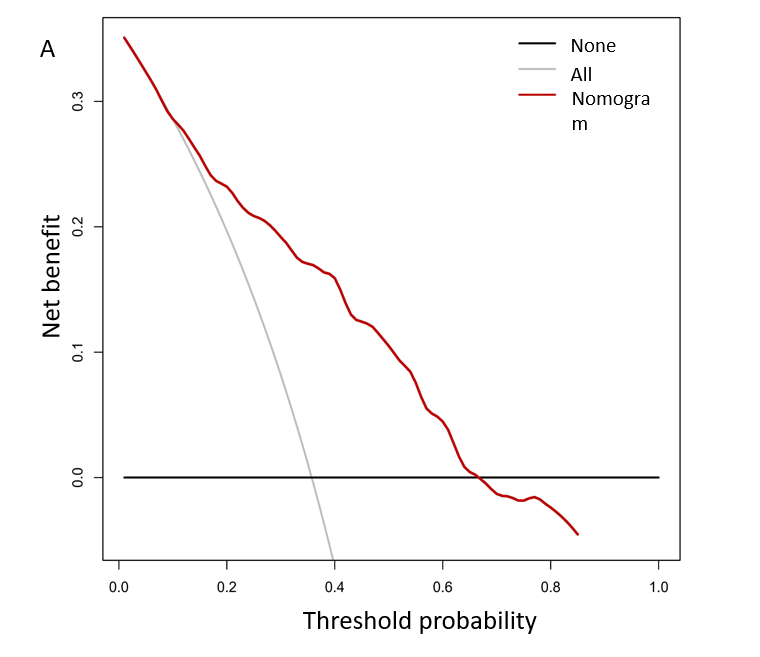 A
None
All
Nomogra
m
Net benefit
0.3
0.2
0.1
0.0
0.0 0.2 0.4 0.6 0.8 1.0
Threshold probability